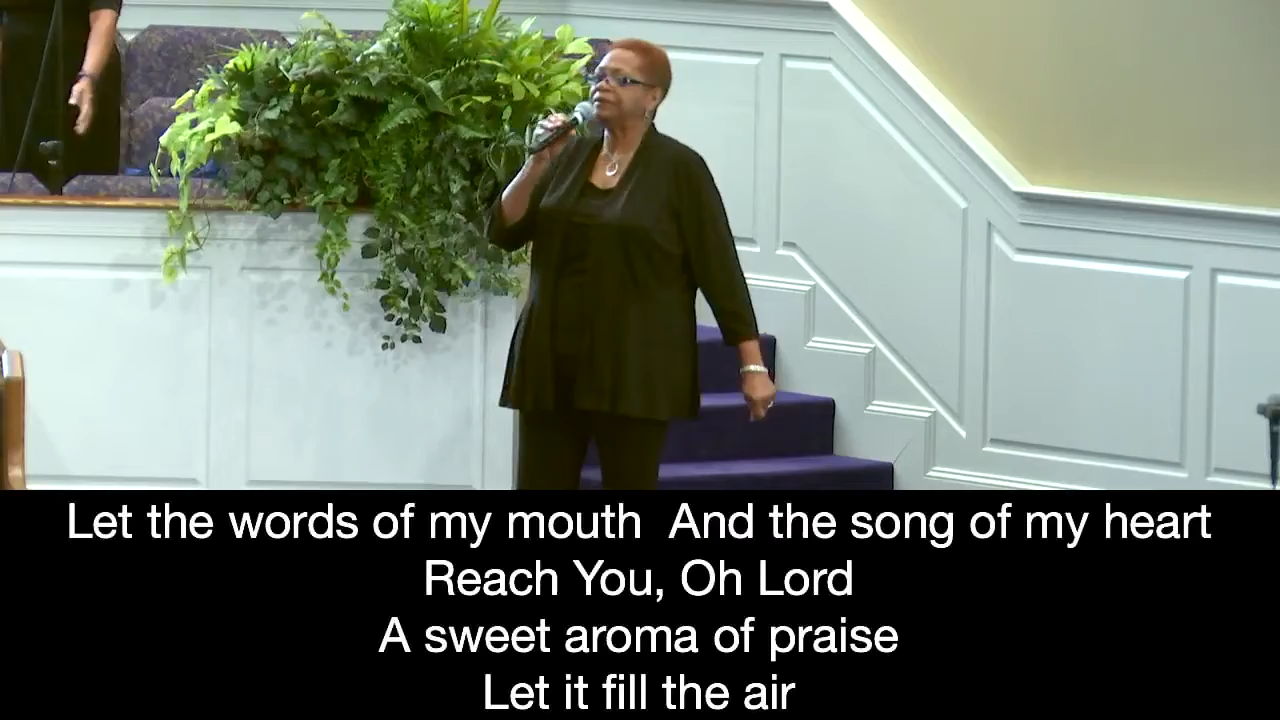 Let the words of my mouth  And the song of my heart
Reach You, Oh Lord
A sweet aroma of praise
Let it fill the air